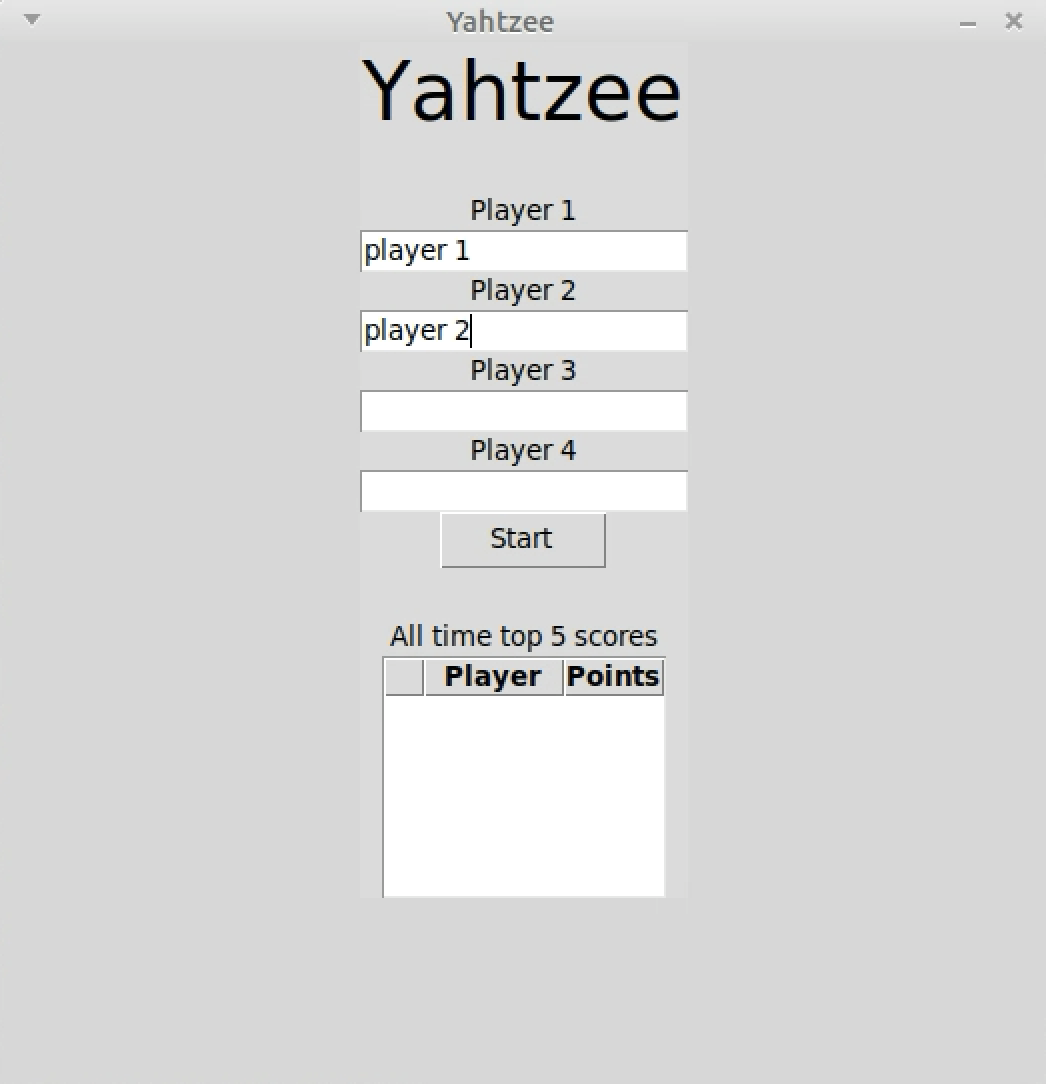 Yahtzee
Yahtzee
Player 1
player 1
Player 2
player 2
Player 3
Player 4
Start
All time top 5 scores
Player Points